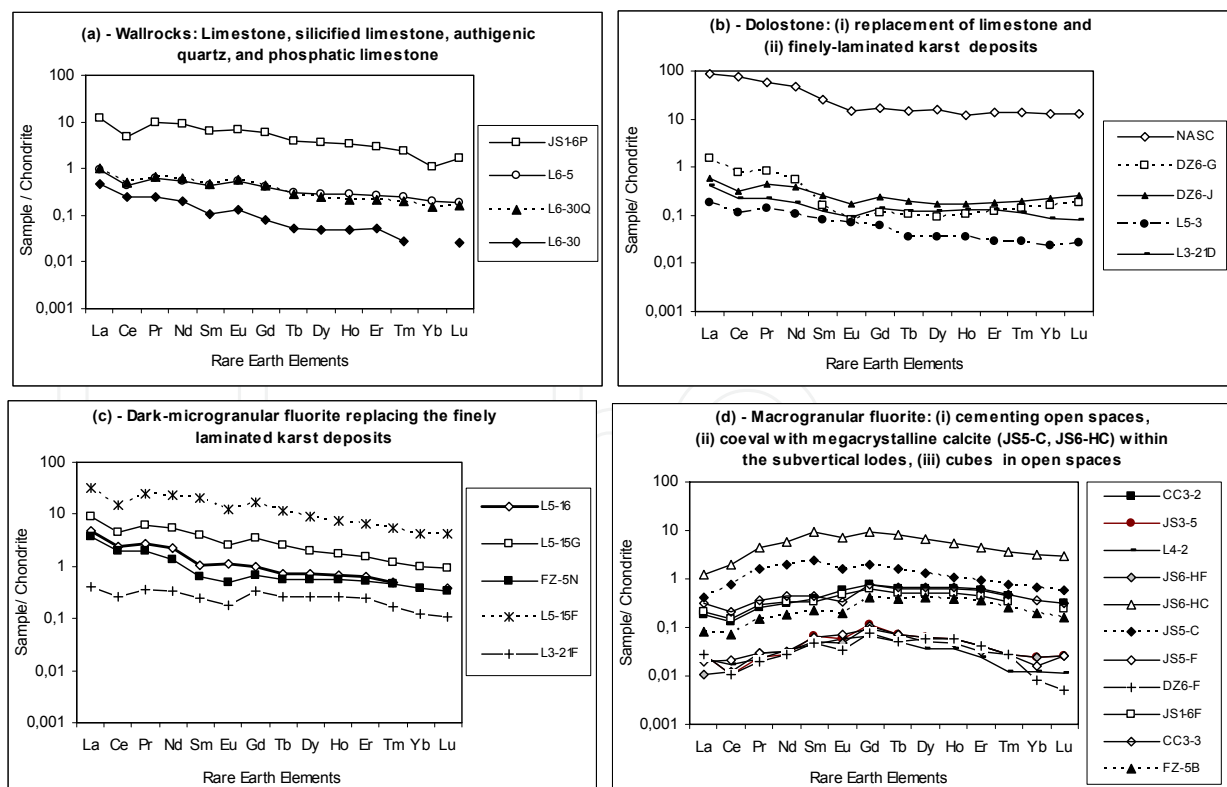 (a) - Wallrocks: Limestone, silicified limestone, authigenic
quartz, and phosphatic limestone
100
10
1
0,1
0,01
0,001
Sample / Chondrite
La Ce Pr Nd Sm Eu Gd Tb Dy Ho Er Tm Yb Lu
Rare Earth Elements
JS1-6P
L6-5
L6-30Q
L6-30
(b) - Dolostone: (i) replacement of limestone and
(ii) finely-laminated karst deposits
100
10
1
0,1
0,01
0,001
Sample/ Chondrite
La Ce Pr Nd Sm Eu Gd Tb Dy Ho Er Tm Yb Lu
Rare Earth Elements
NASC
DZ6-G
DZ6-J
L5-3
L3-21D
(c) - Dark-microgranular fluorite replacing the finely
laminated karst deposits
100
10
1
0,1
0,01
0,001
Sample/ Chondrite
La Ce Pr Nd Sm Eu Gd Tb Dy Ho Er Tm Yb Lu
Rare Earth Elements
L5-16
L5-15G
FZ-5N
L5-15F
L3-21F
(d) - Macrogranular fluorite: (i) cementing open spaces,
(ii) coeval with megacrystalline calcite (JS5-C, JS6-HC) within
the subvertical lodes, (iii) cubes in open spaces
100
10
1
0,1
0,01
0,001
Sample/ Chondrite
La Ce Pr Nd Sm Eu Gd Tb Dy Ho Er Tm Yb Lu
Rare Earth Elements
CC3-2
JS3-5
L4-2
JS6-HF
JS6-HC
JS5-C
JS5-F
DZ6-F
JS1-6F
CC3-3
FZ-5B